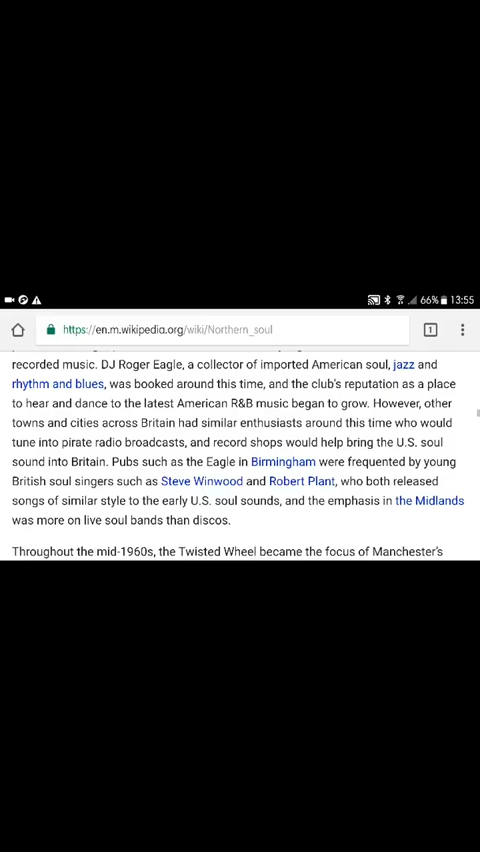 66% 13:55
https://en.m.wikipedia.org/wiki/Northern_soul
1
recorded music. DJ Roger Eagle, a collector of imported American soul, jazz and
rhythm and blues, was booked around this time, and the club's reputation as a place
to hear and dance to the latest American R&B music began to grow. However, other
towns and cities across Britain had similar enthusiasts around this time who would
tune into pirate radio broadcasts, and record shops would help bring the U.S. soul
sound into Britain. Pubs such as the Eagle in Birmingham were frequented by young
British soul singers such as Steve Winwood and Robert Plant, who both released
songs of similar style to the early U.S. soul sounds, and the emphasis in the Midlands
was more on live soul bands than discos.
Throughout the mid-1960s, the Twisted Wheel became the focus of Manchester's